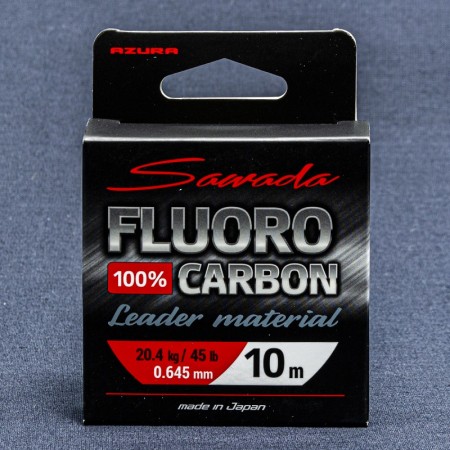 AZURA
Sawada
FLUORO
100% CARBON
Leader material
20.4 kg / 45 lb
0.645 mm
10 m
made in Japan